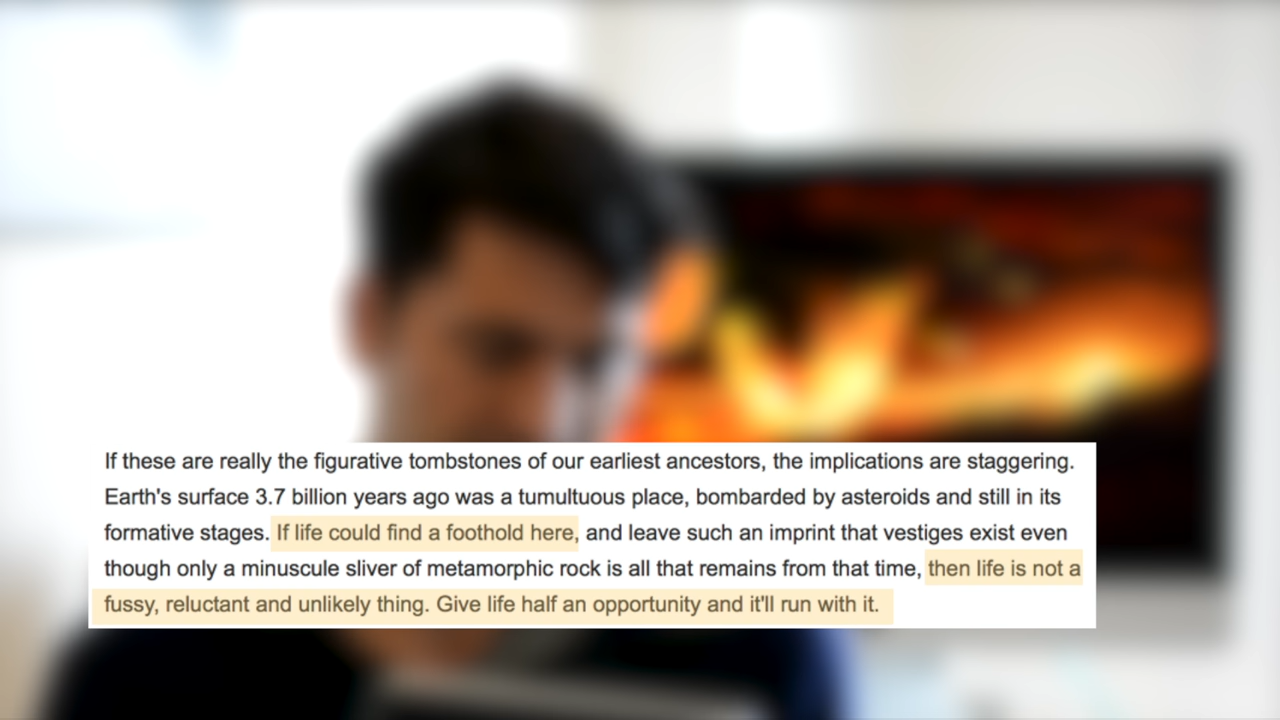 If these are really the figurative tombstones of our earliest ancestors, the implications are staggering.
Earth's surface 3.7 billion years ago was a tumultuous place, bombarded by asteroids and still in its
formative stages. If life could find a foothold here, and leave such an imprint that vestiges exist even
though only a minuscule sliver of metamorphic rock is all that remains from that time, then life is not a
fussy, reluctant and unlikely thing. Give life half an opportunity and it'll run with it.